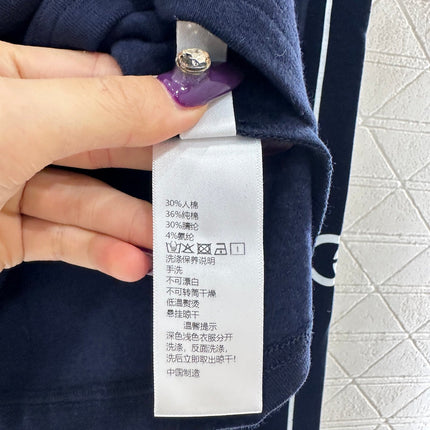 30%人棉
36%纯棉
30%腈纶
4%氨纶
洗涤保养说明
手洗
不可漂白
不可转筒干燥
低温熨烫
悬挂晾干
温馨提示
深色浅色衣服分开
洗涤，反面洗涤，
洗后立即取出晾干！
中国制造